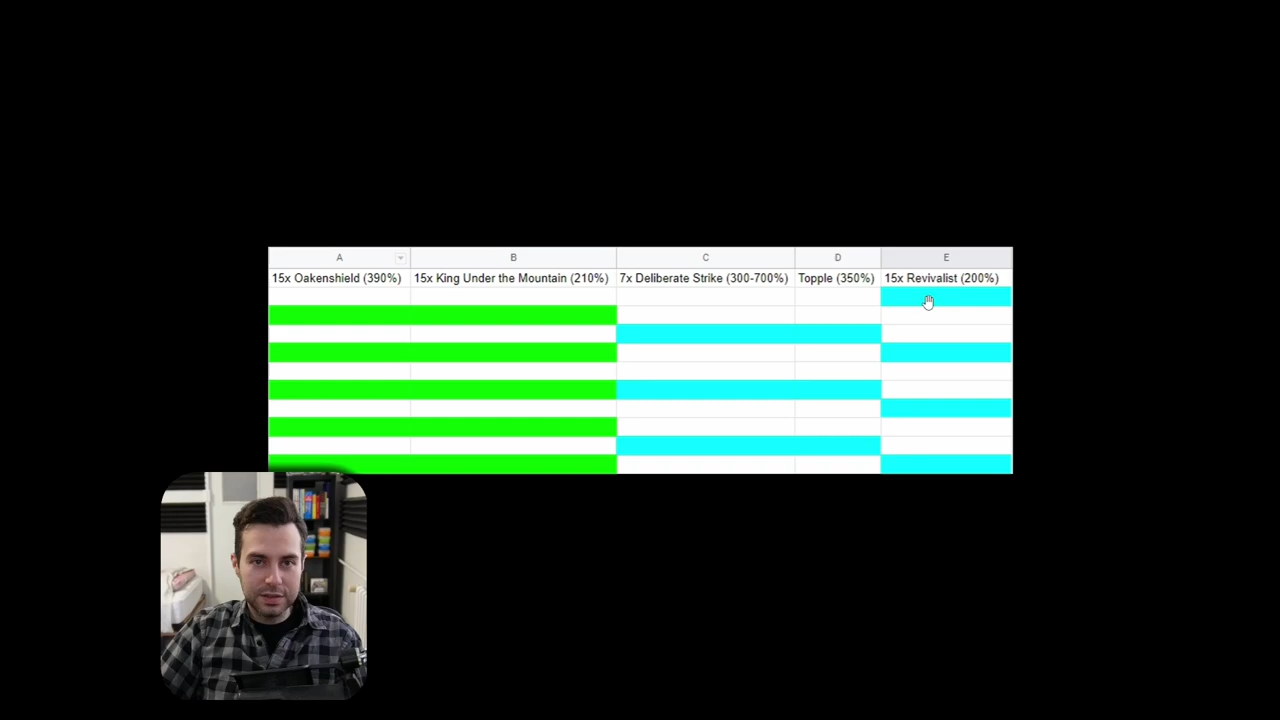 A B C D E
15x Oakenshield (390%) 15x King Under the Mountain (210%) 7x Deliberate Strike (300-700%) Topple (350%) 15x Revivalist (200%)